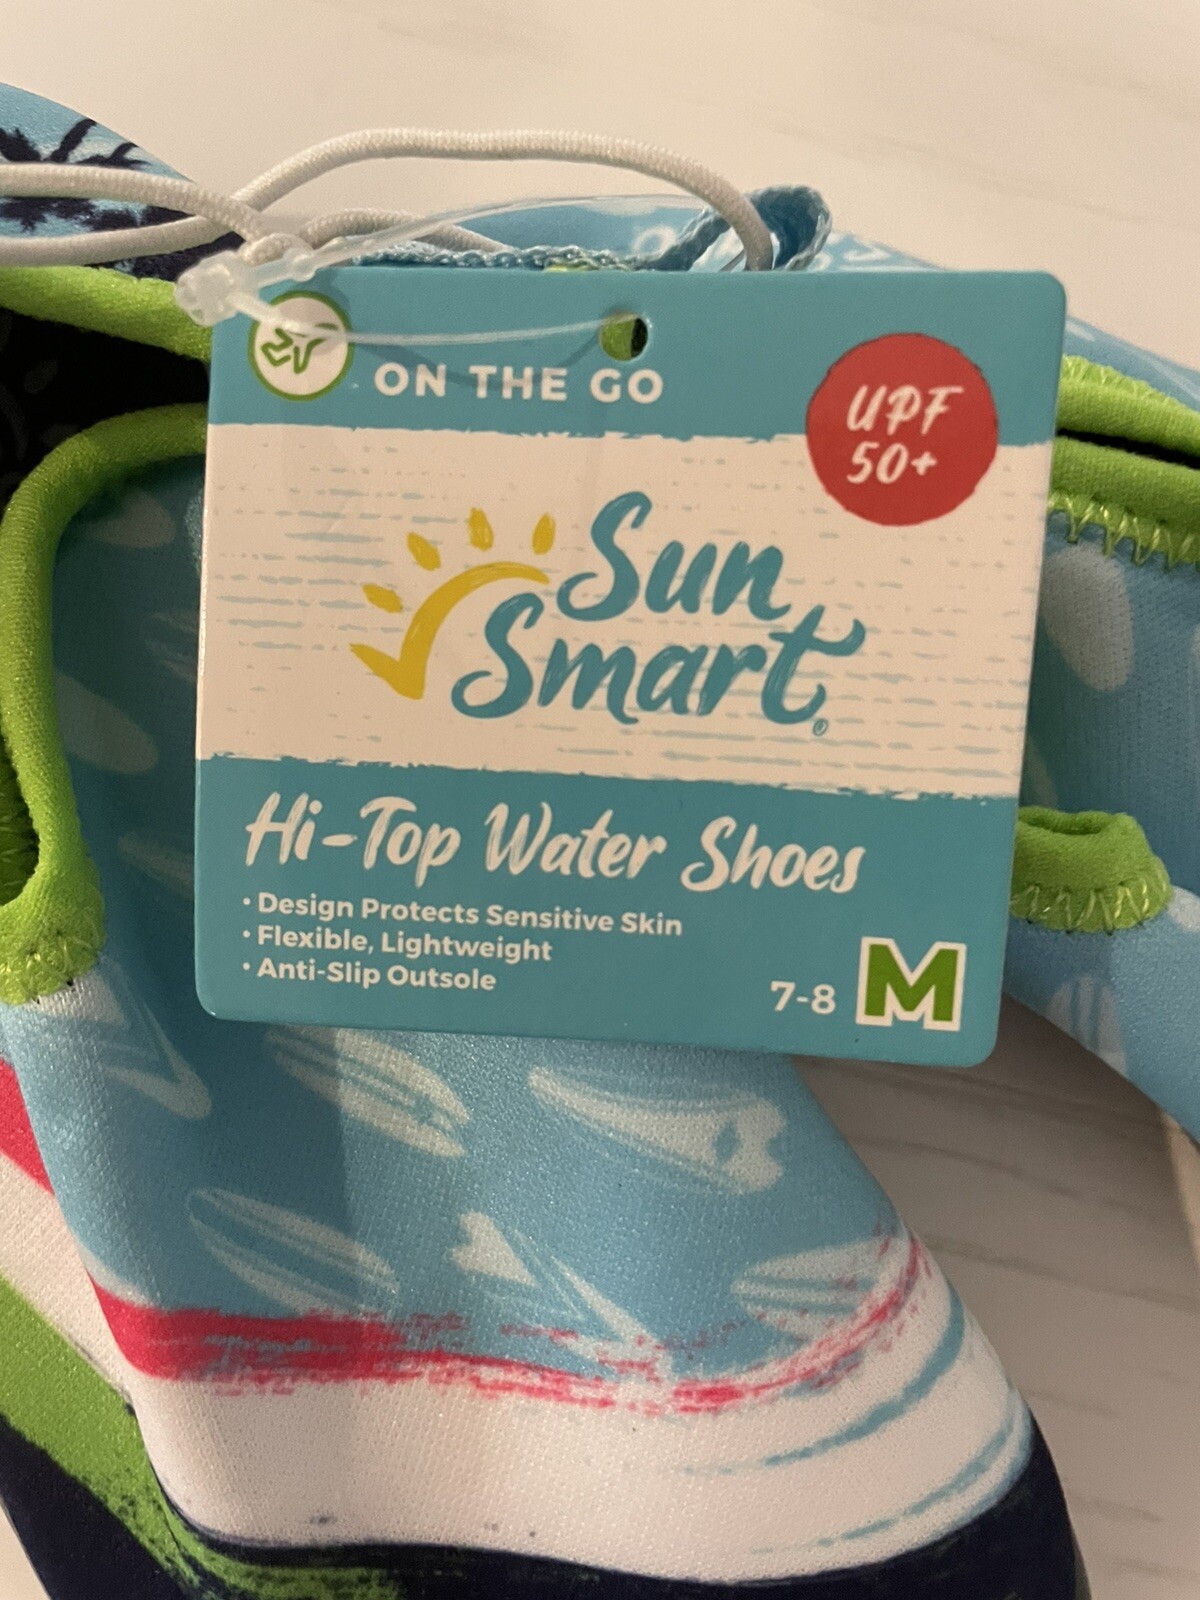 ON THE GO
UPF
50+
Sun
Smart®
Hi-Top Water Shoes
• Design Protects Sensitive Skin
• Flexible, Lightweight
• Anti-Slip Outsole
7-8 M